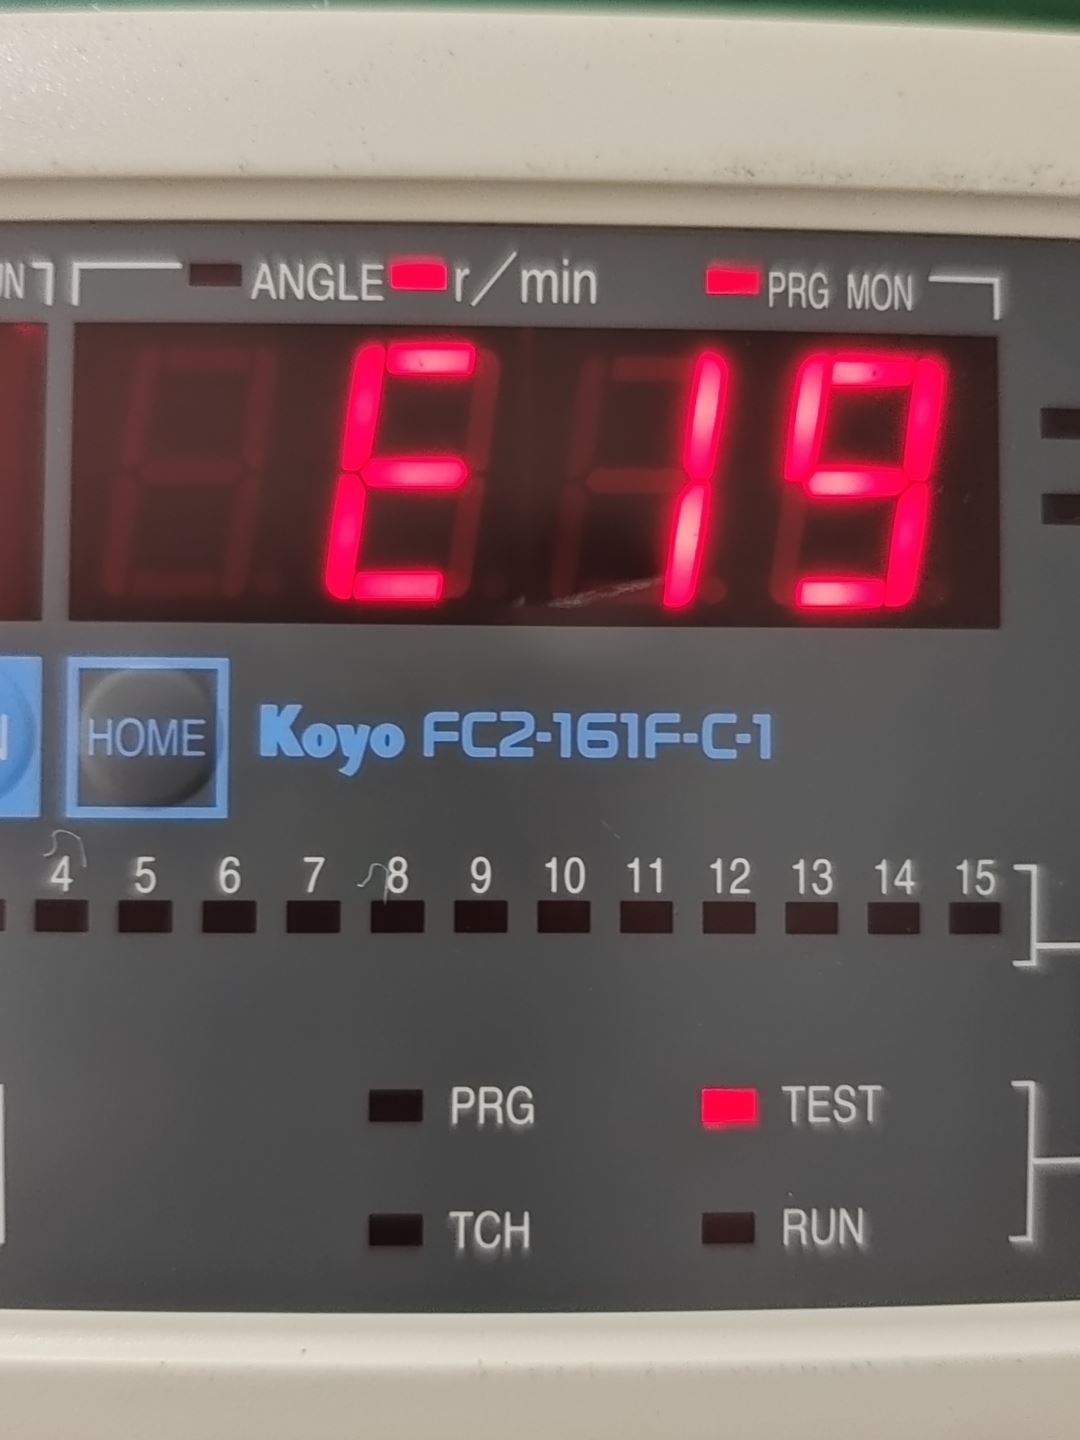 ANGLE r/min PRG MON
E 19
HOME Koyo FC2-161F-C-1
4 5 6 7 8 9 10 11 12 13 14 15
PRG TEST
TCH RUN